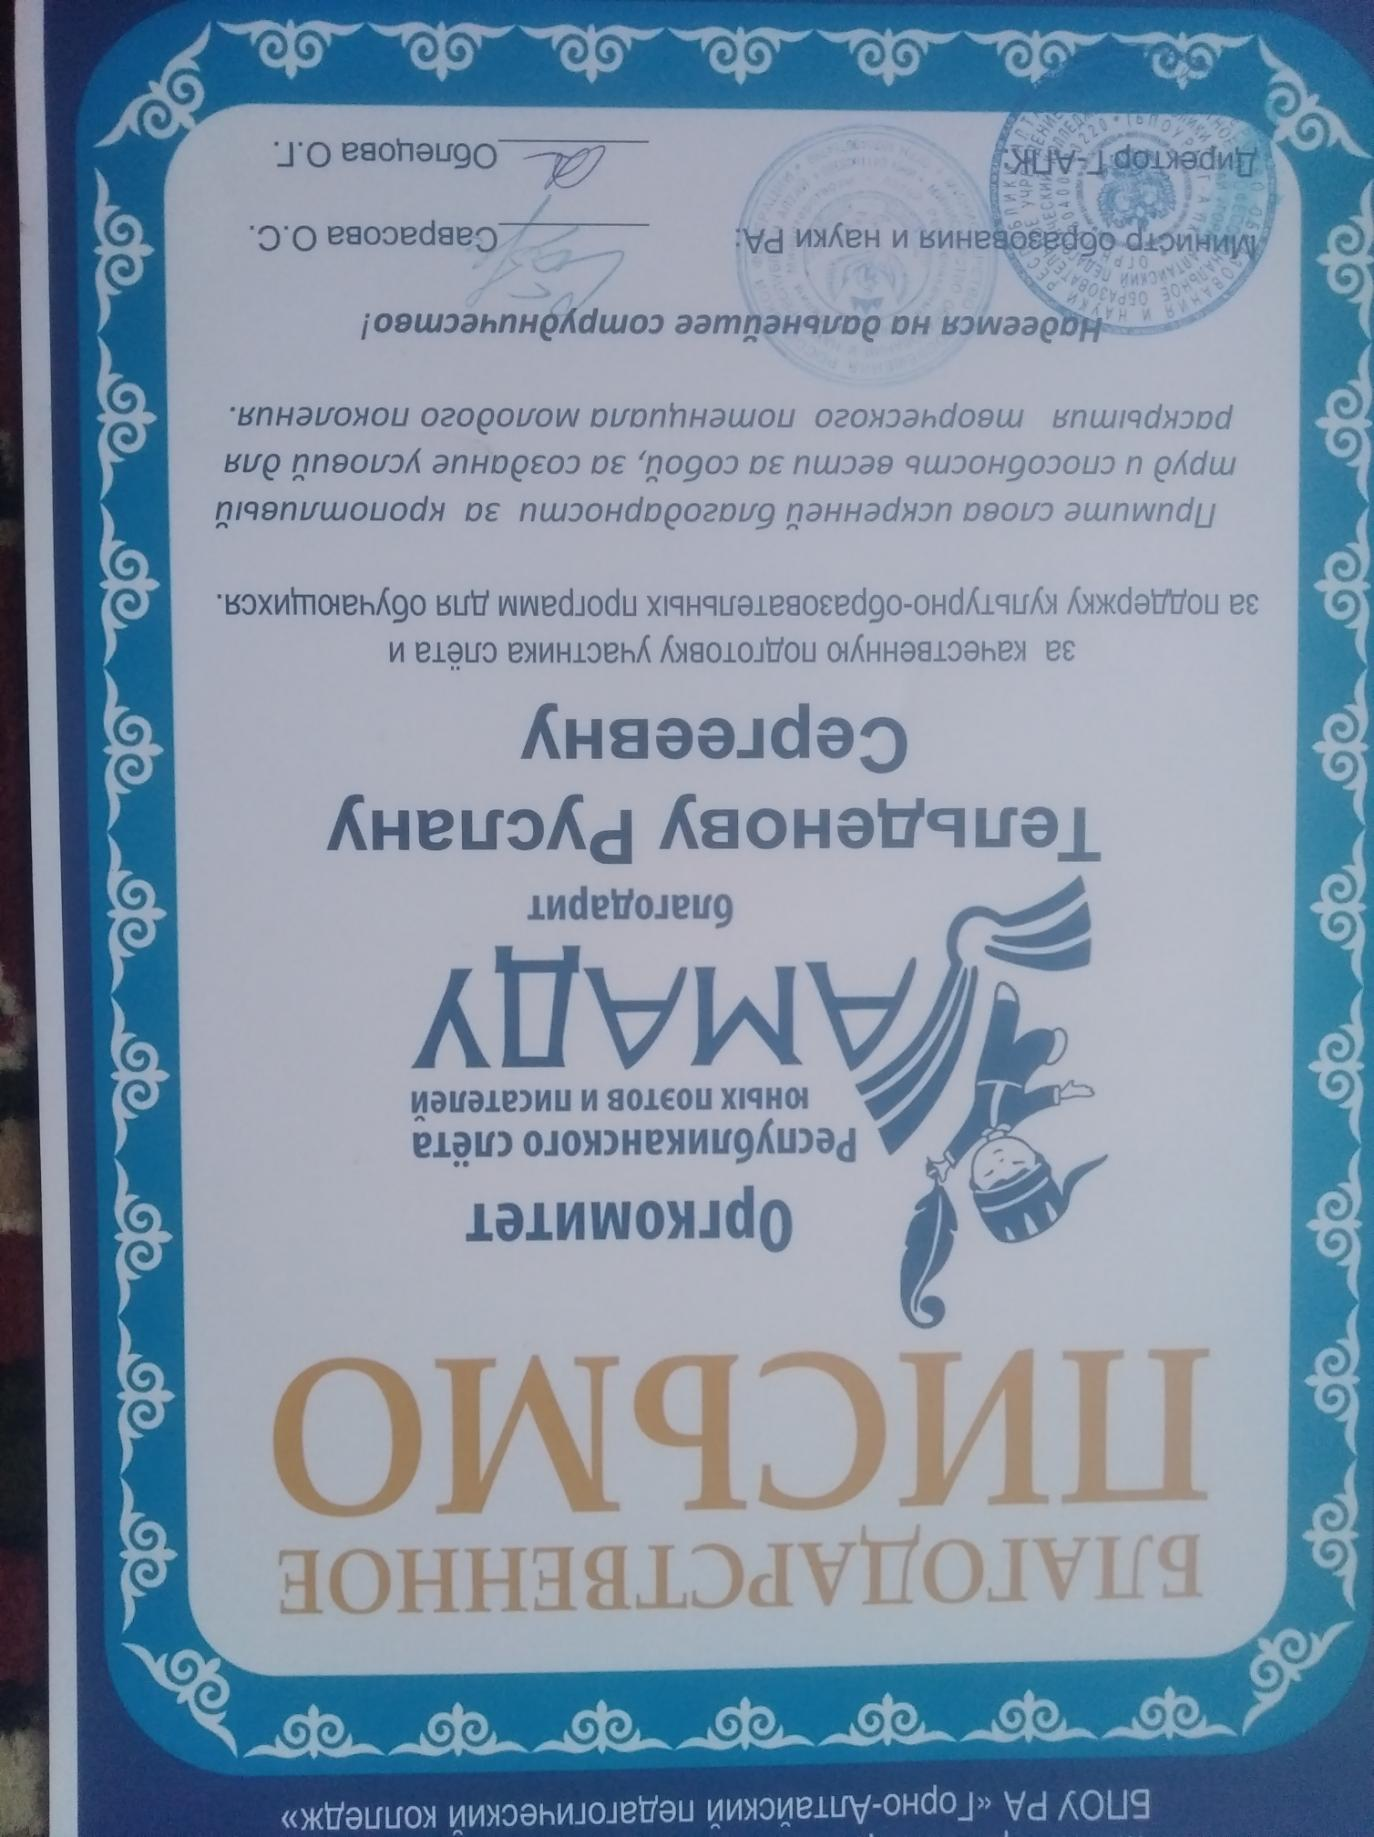 БПОУ РА «Горно-Алтайский педагогический колледж»
БЛАГОДАРСТВЕННОЕ
ПИСЬМО
Оргкомитет
Республиканского слёта
юных поэтов и писателей
АМАДУ
благодарит
Тельденову Руслану
Сергеевну
за качественную подготовку участника слёта и
за поддержку культурно-образовательных программ для обучающихся.
Примите слова искренней благодарности за кропотливый
труд и способность вести за собой, за создание условий для
раскрытия творческого потенциала молодого поколения.
Надеемся на дальнейшее сотрудничество!
Министр образования и науки РА: Саврасова О.С.
Директор Г-АПК Облецова О.Г.